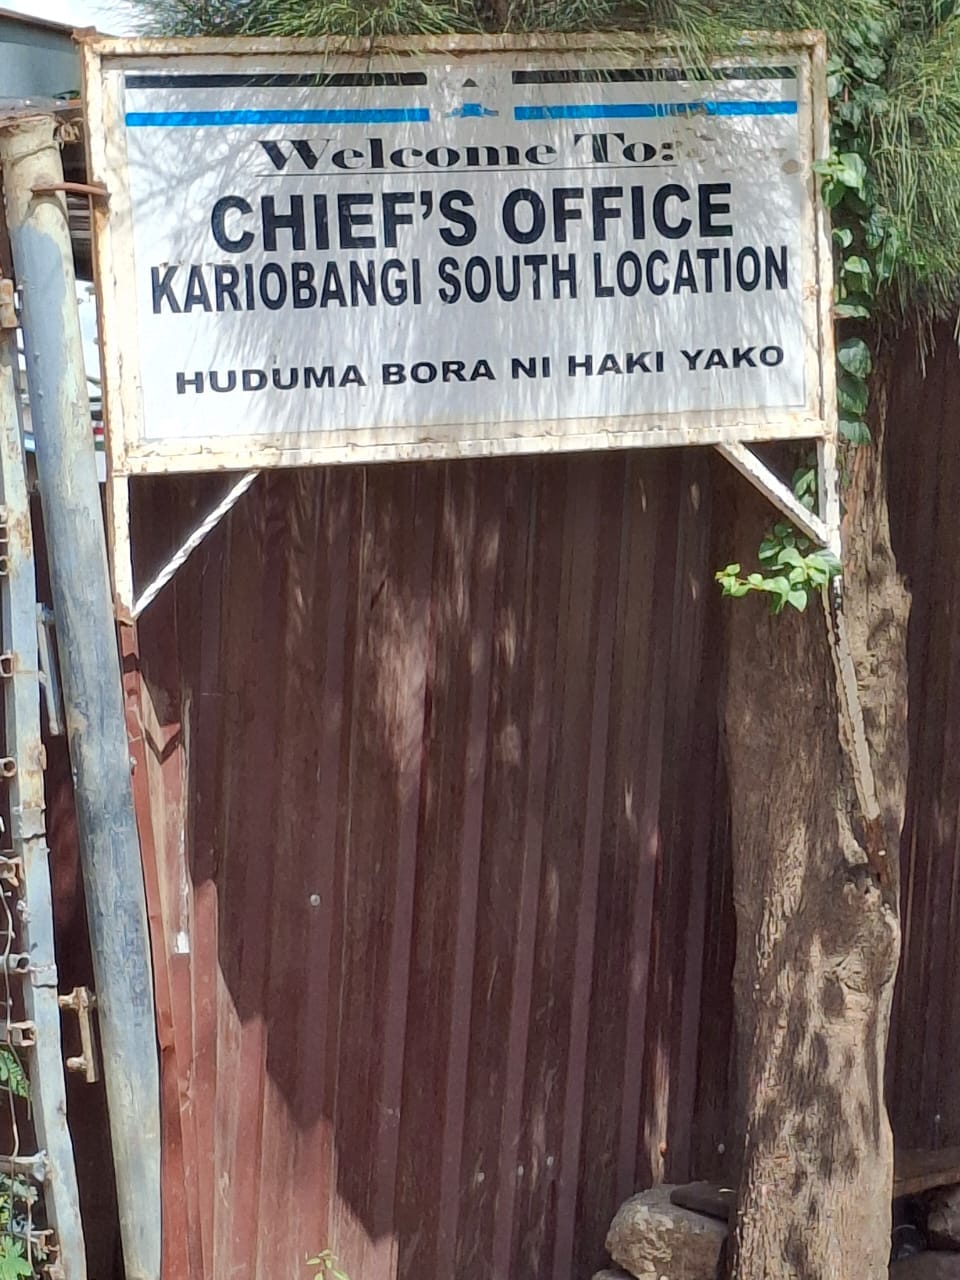 Welcome To:
CHIEF'S OFFICE
KARIOBANGI SOUTH LOCATION
HUDUMA BORA NI HAKI YAKO